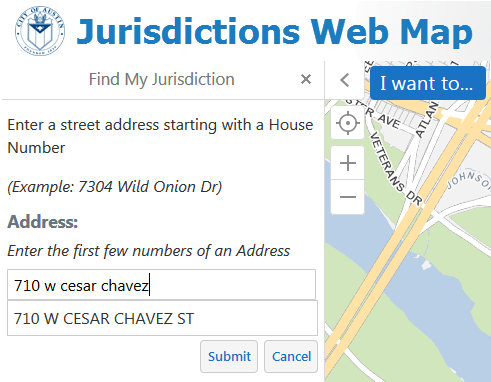 CITY OF AUSTIN
Jurisdictions Web Map
Find My Jurisdiction
I want to...
Enter a street address starting with a House
Number
(Example: 7304 Wild Onion Dr)
Address:
Enter the first few numbers of an Address
710 w cesar chavez
710 W CESAR CHAVEZ ST
Submit
Cancel
STER AVE
ATLAN
VETERANS DR
JOHNSON